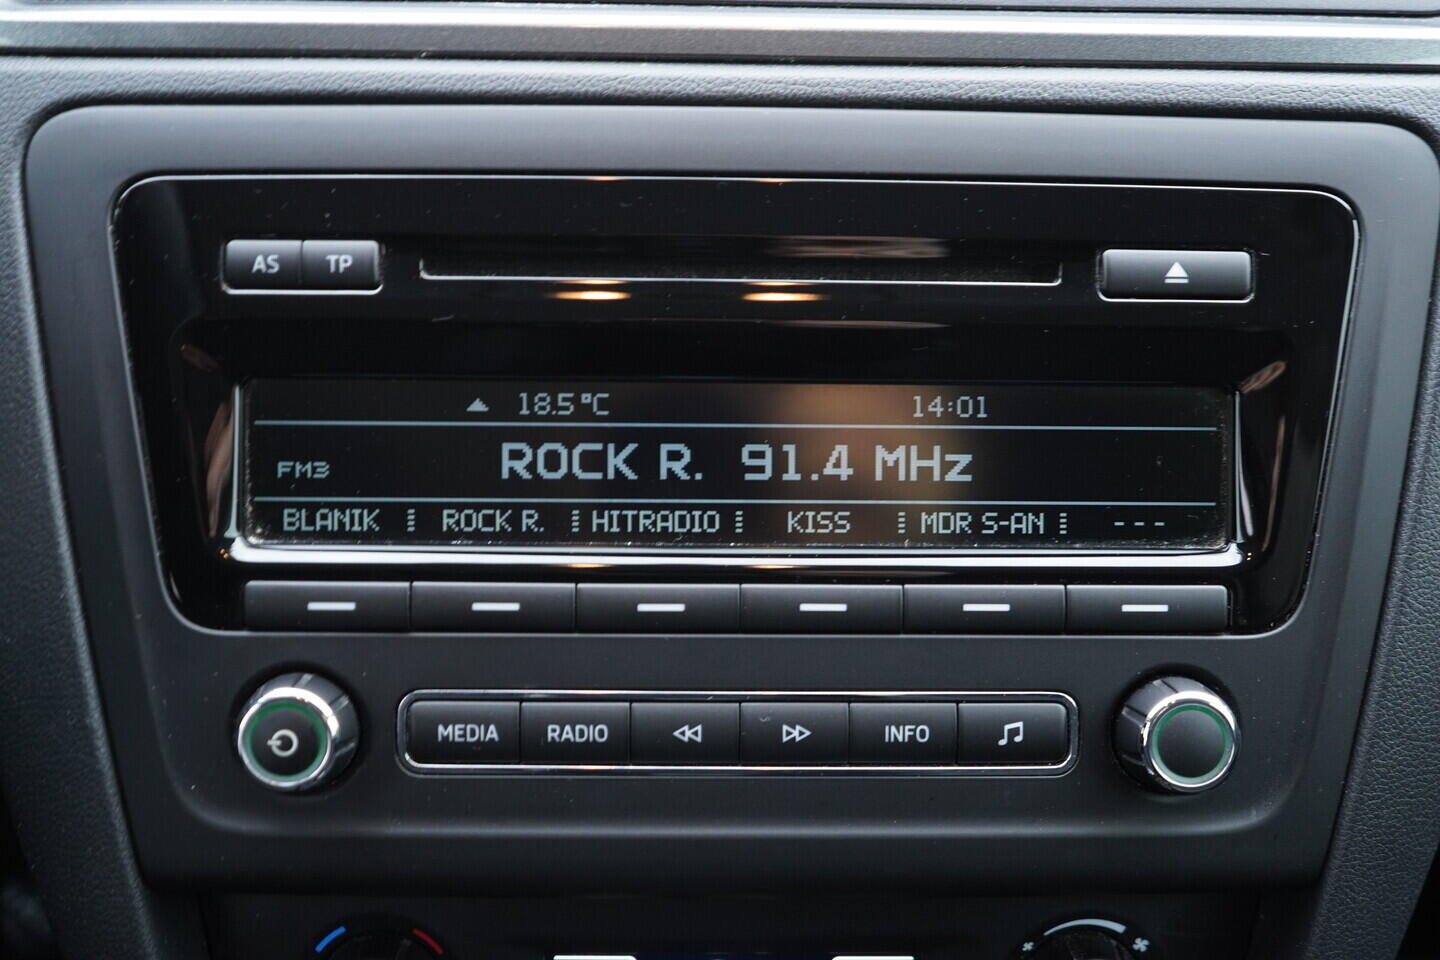 AS TP
18.5°C 14:01
FM3 ROCK R. 91.4 MHz
BLANIK ROCK R. HITRADIO KISS MDR S-AN ---
MEDIA RADIO INFO